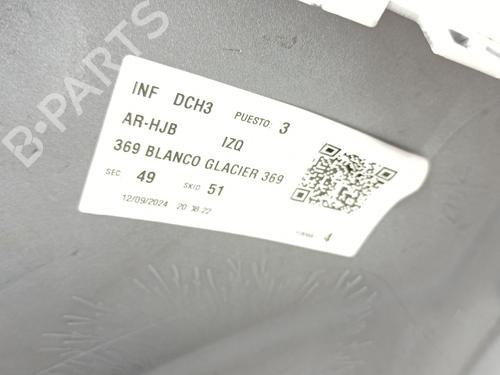 B-PARTS
INF DCH3 PUESTO: 3
AR-HJB IZQ
369 BLANCO GLACIER 369
SEC 49 SKID 51
12/09/2024 20:38:22
4